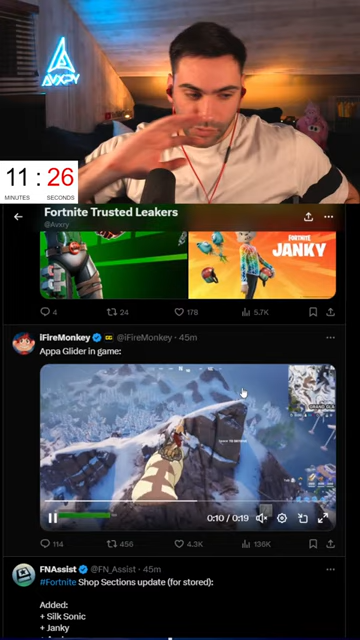 AVXRY
11 : 26
MINUTES SECONDS
Fortnite Trusted Leakers
@Avxry
FORTNITE
JANKY
4 24 178 5.7K
iFireMonkey @iFireMonkey · 45m
Appa Glider in game:
0:10 / 0:19
114 456 4.3K 136K
FNAssist @FN_Assist · 45m
#Fortnite Shop Sections update (for stored):
Added:
+ Silk Sonic
+ Janky